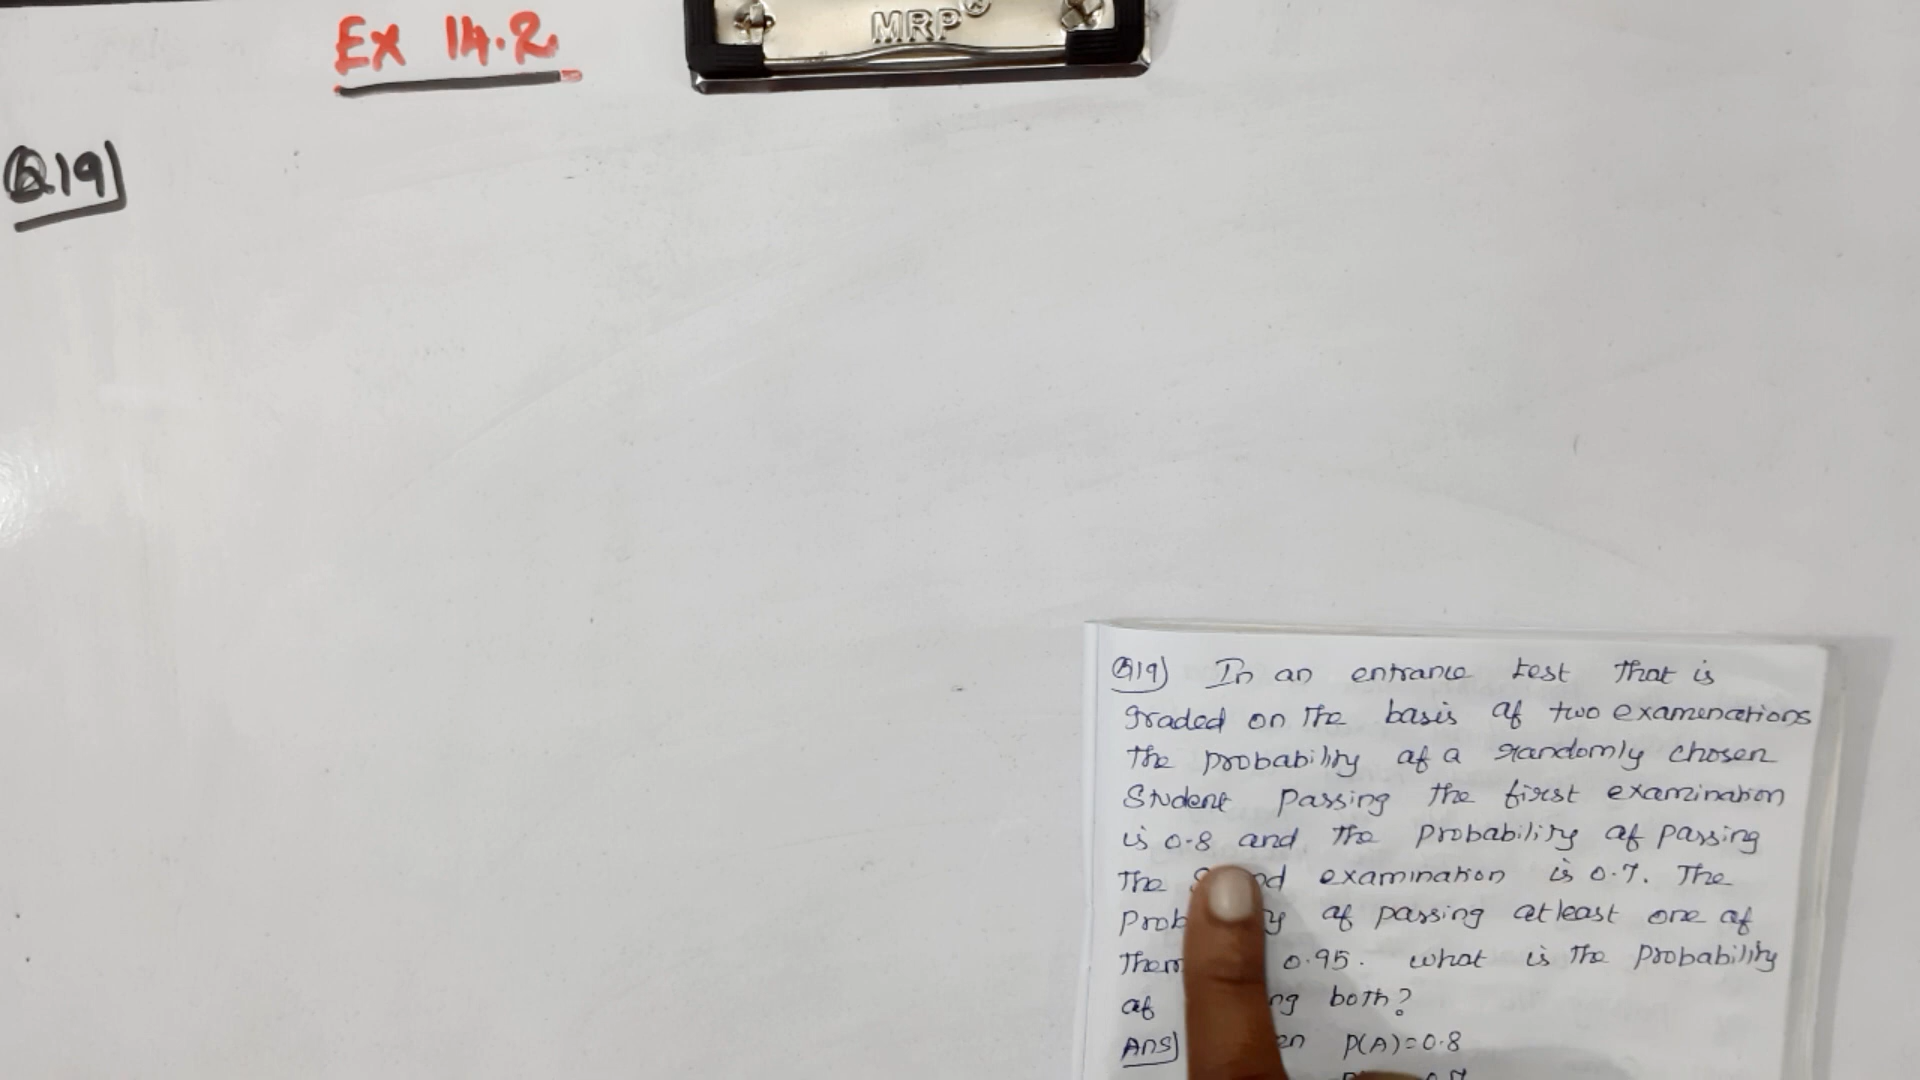 Ex 14.2
MRP®
Q19)
Q19) In an entrance test that is
graded on the basis of two examinations
the probability of a randomly chosen
Student passing the first examination
is 0.8 and the probability of passing
The examination is 0.7. The
of passing atleast one of
0.95. what is the probability
of both?
Ans) P(A)=0.8